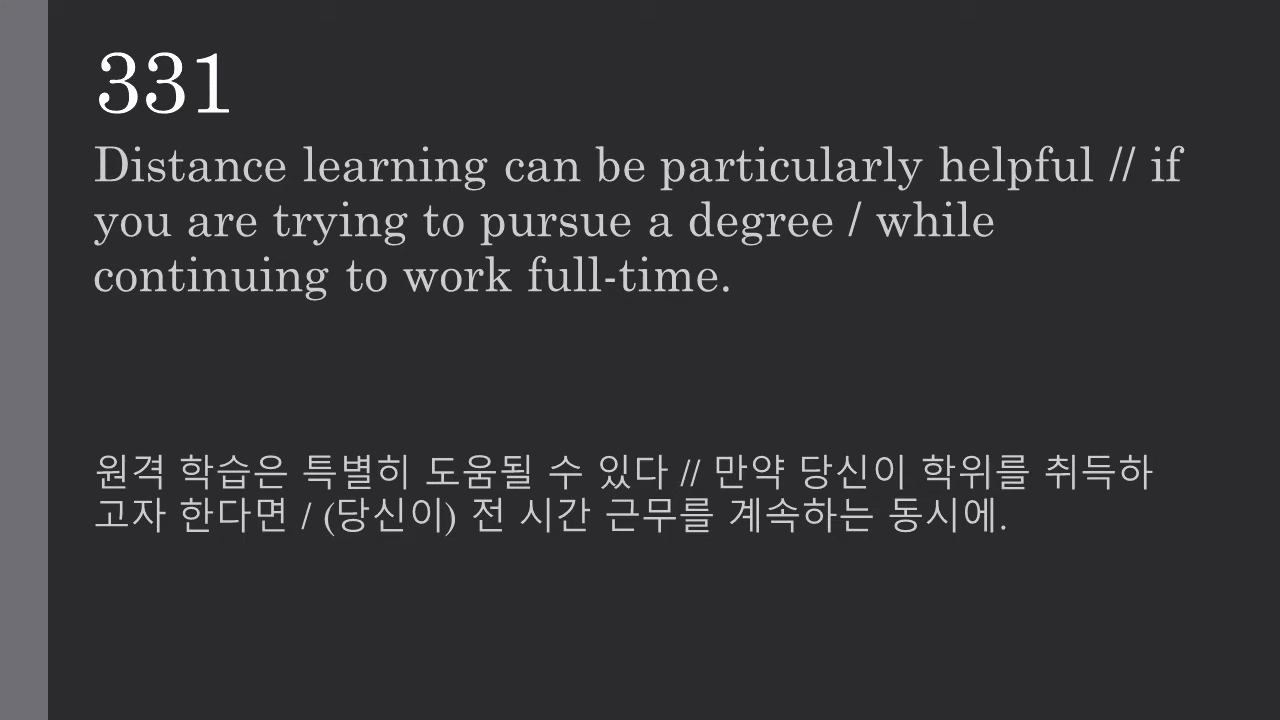 331
Distance learning can be particularly helpful // if
you are trying to pursue a degree / while
continuing to work full-time.
원격 학습은 특별히 도움될 수 있다 // 만약 당신이 학위를 취득하
고자 한다면 / (당신이) 전 시간 근무를 계속하는 동시에.